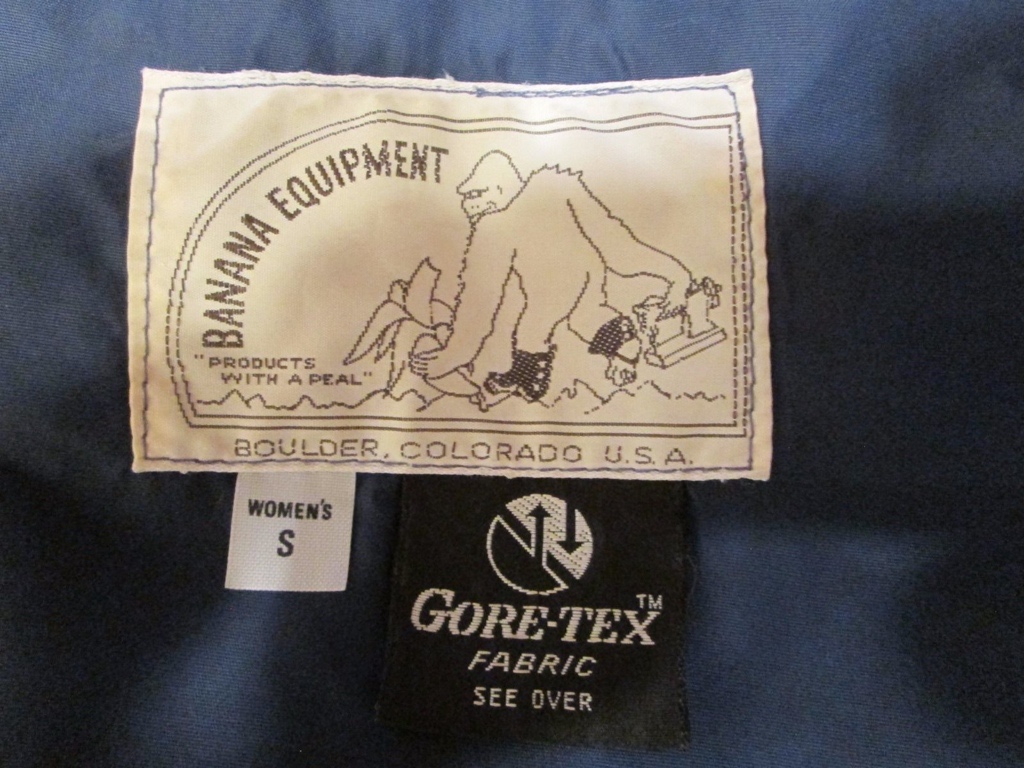 BANANA EQUIPMENT
"PRODUCTS
WITH A PEAL"
BOULDER, COLORADO U.S.A.
WOMEN'S
S
GORE-TEX™
FABRIC
SEE OVER